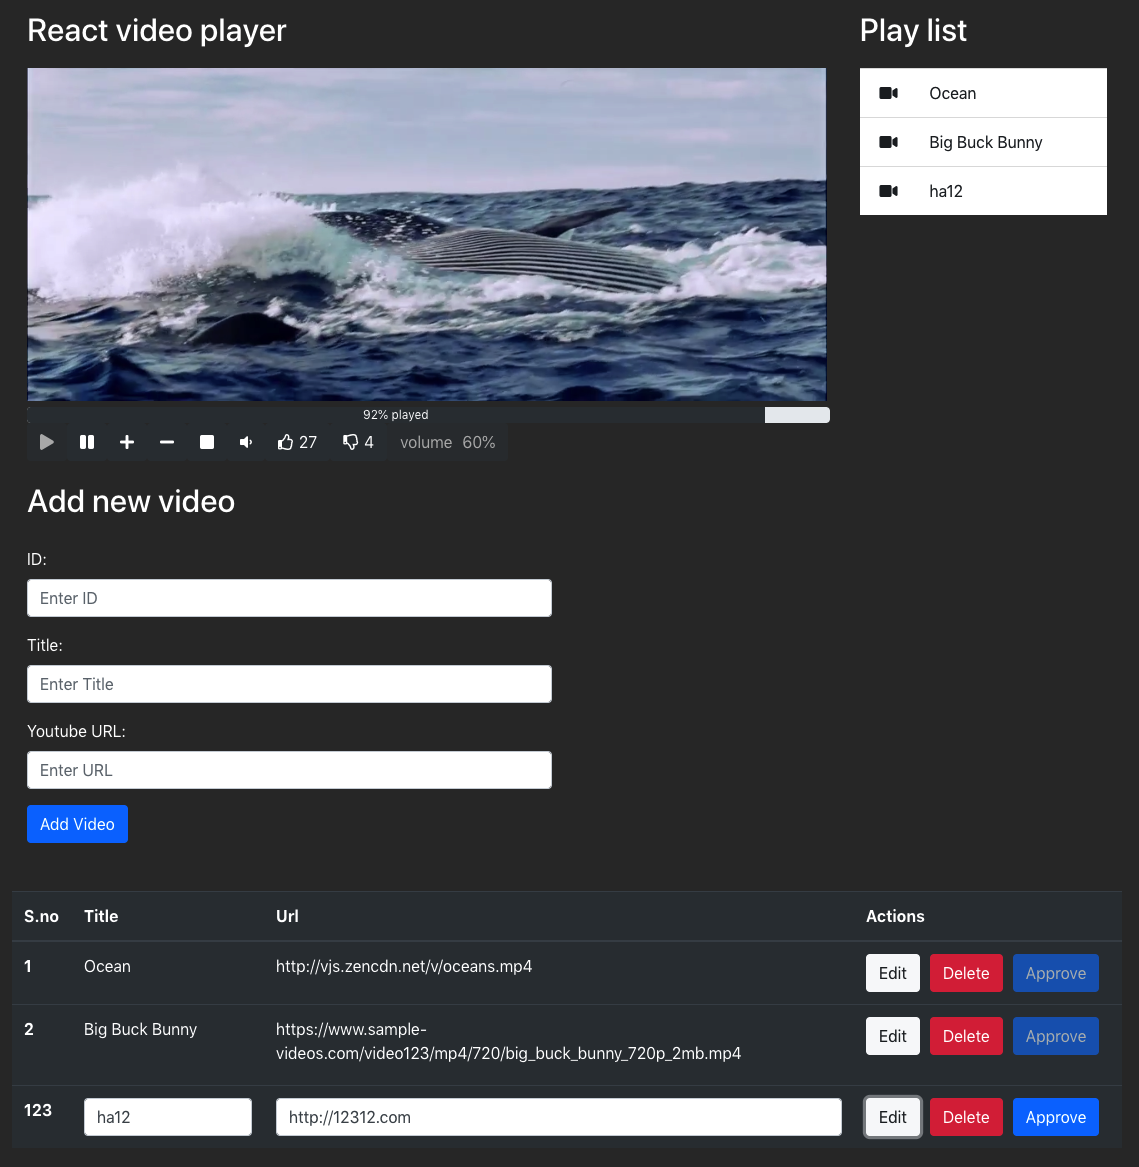 React video player
Play list
Ocean
Big Buck Bunny
ha12
92% played
27
4
volume 60%
Add new video
ID:
Enter ID
Title:
Enter Title
Youtube URL:
Enter URL
Add Video
S.no Title Url Actions
1 Ocean http://vjs.zencdn.net/v/oceans.mp4 Edit Delete Approve
2 Big Buck Bunny https://www.sample-
videos.com/video123/mp4/720/big_buck_bunny_720p_2mb.mp4 Edit Delete Approve
123 ha12 http://12312.com Edit Delete Approve